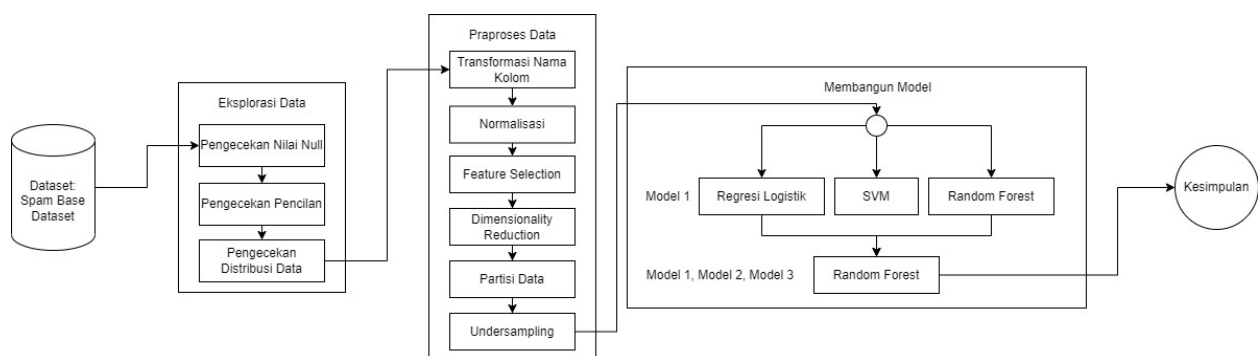 Dataset:
Spam Base
Dataset
Eksplorasi Data
Pengecekan Nilai Null
Pengecekan Pencilan
Pengecekan
Distribusi Data
Praproses Data
Transformasi Nama
Kolom
Normalisasi
Feature Selection
Dimensionality
Reduction
Partisi Data
Undersampling
Membangun Model
Model 1
Regresi Logistik
SVM
Random Forest
Model 1, Model 2, Model 3
Random Forest
Kesimpulan